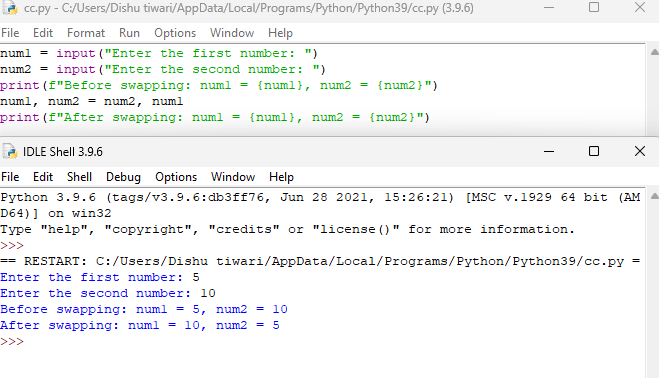 cc.py - C:/Users/Dishu tiwari/AppData/Local/Programs/Python/Python39/cc.py (3.9.6)
File Edit Format Run Options Window Help
num1 = input("Enter the first number: ")
num2 = input("Enter the second number: ")
print(f"Before swapping: num1 = {num1}, num2 = {num2}")
num1, num2 = num2, num1
print(f"After swapping: num1 = {num1}, num2 = {num2}")
IDLE Shell 3.9.6
File Edit Shell Debug Options Window Help
Python 3.9.6 (tags/v3.9.6:db3ff76, Jun 28 2021, 15:26:21) [MSC v.1929 64 bit (AM
D64)] on win32
Type "help", "copyright", "credits" or "license()" for more information.
>>>
== RESTART: C:/Users/Dishu tiwari/AppData/Local/Programs/Python/Python39/cc.py =
Enter the first number: 5
Enter the second number: 10
Before swapping: num1 = 5, num2 = 10
After swapping: num1 = 10, num2 = 5
>>>